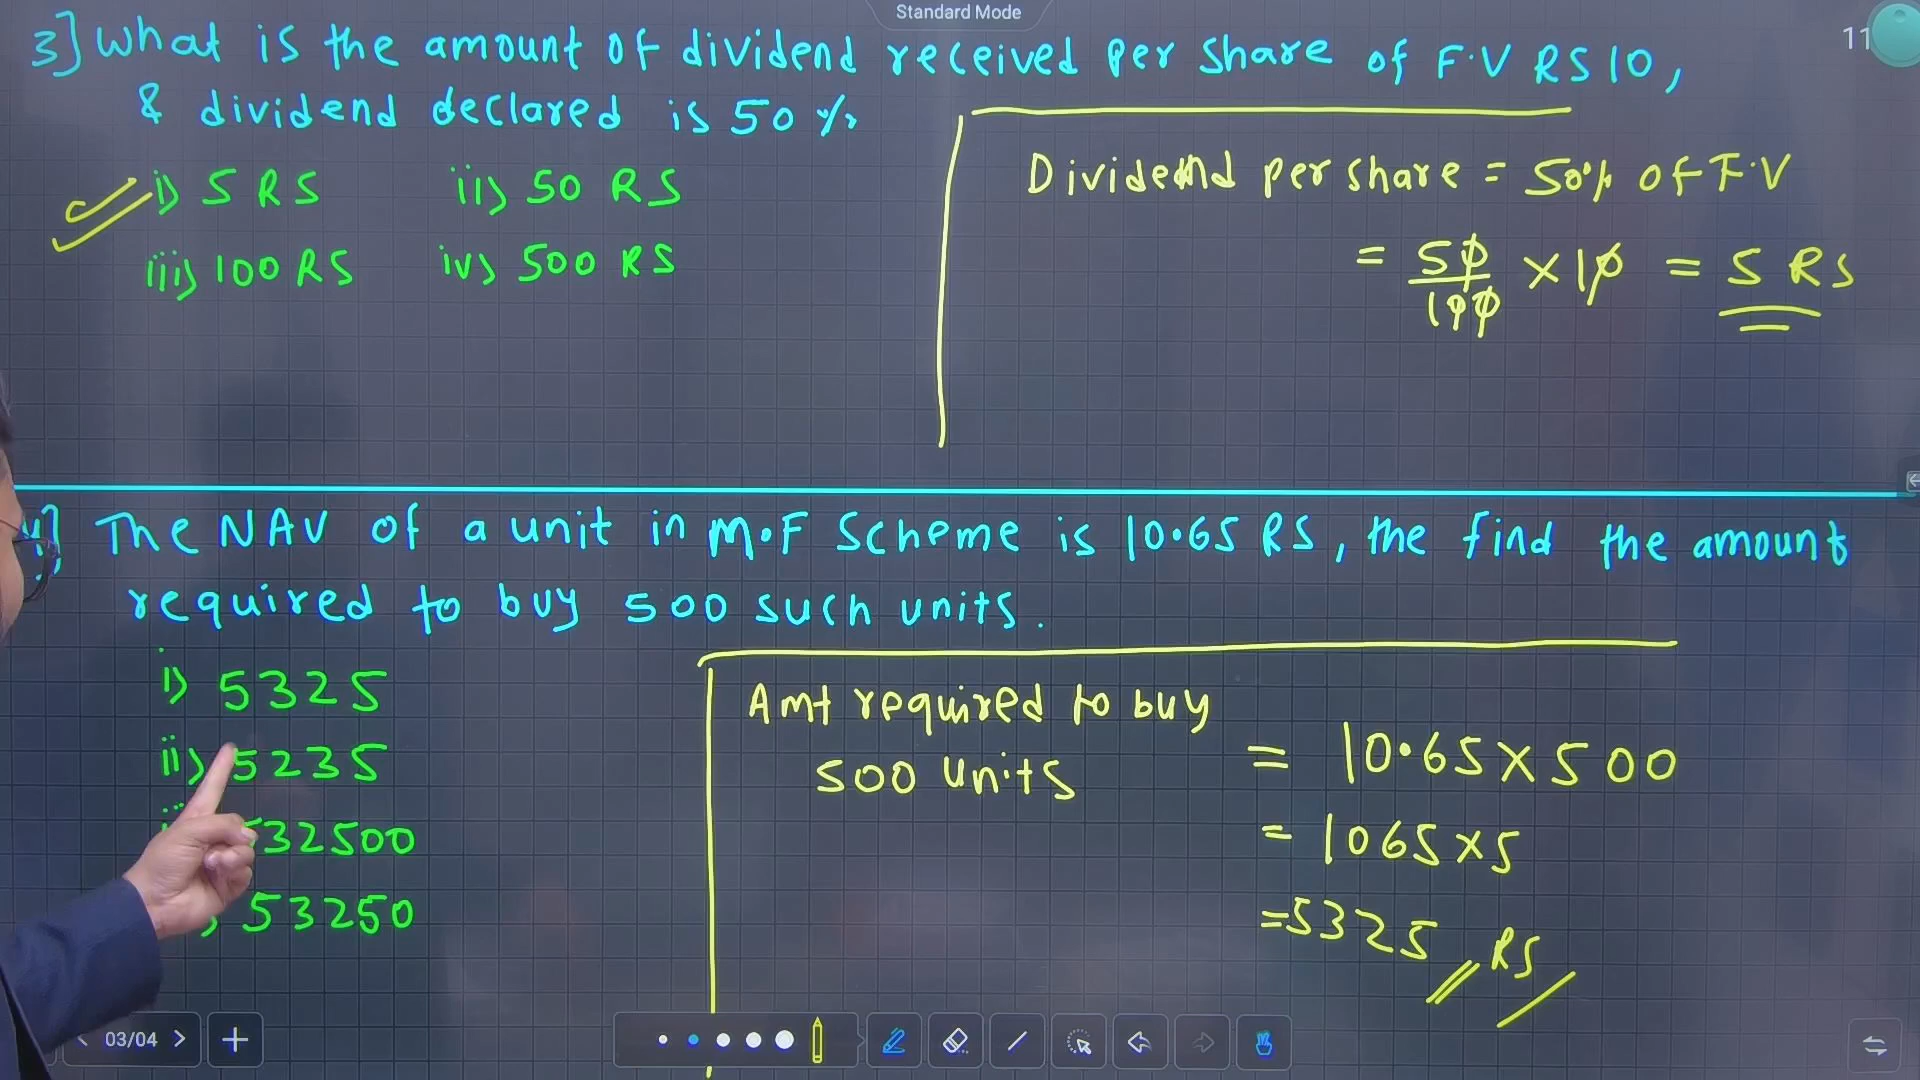 Standard Mode
11
3] What is the amount of dividend received per share of F.V RS 10,
& dividend declared is 50 %
i) 5 RS ii) 50 RS
iii) 100 RS iv) 500 RS
Dividend per share = 50% of F.V
= 50/100 × 10 = 5 RS
4] The NAV of a unit in M.F Scheme is 10.65 RS, the find the amount
required to buy 500 such units.
i) 5325
ii) 5235
532500
) 53250
Amt required to buy
500 Units
= 10.65 × 500
= 1065 × 5
= 5325 RS
03/04